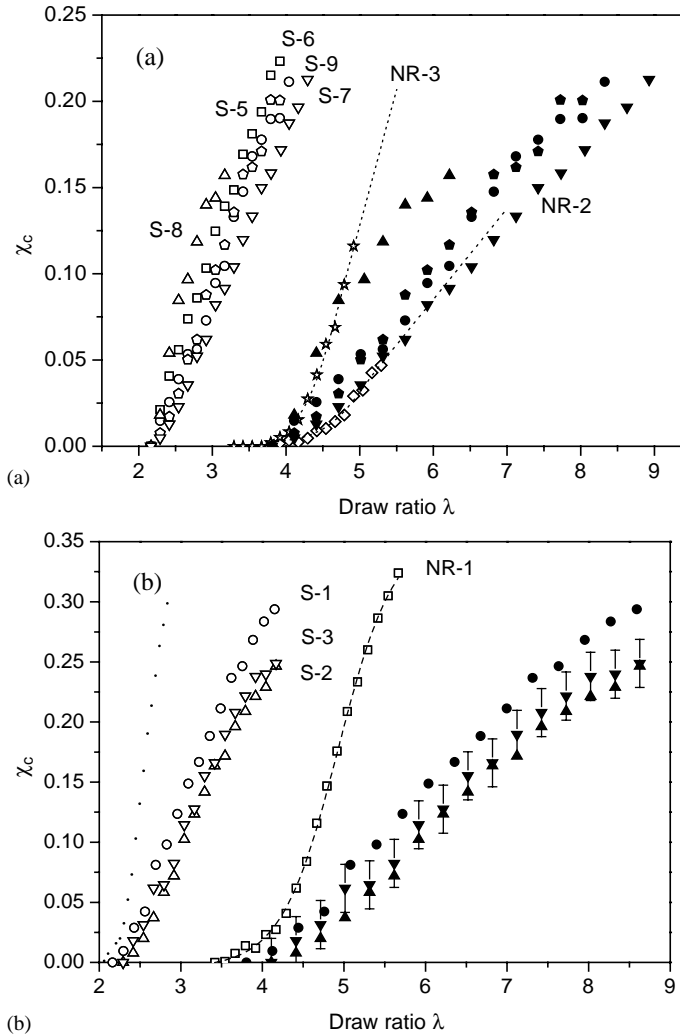 0.25
0.20
0.15
0.10
0.05
0.00
χc
(a)
S-6
S-9
S-7
S-5
S-8
NR-3
NR-2
2 3 4 5 6 7 8 9
(a)
Draw ratio λ
0.35
0.30
0.25
0.20
0.15
0.10
0.05
0.00
χc
(b)
NR-1
S-1
S-3
S-2
2 3 4 5 6 7 8 9
(b)
Draw ratio λ